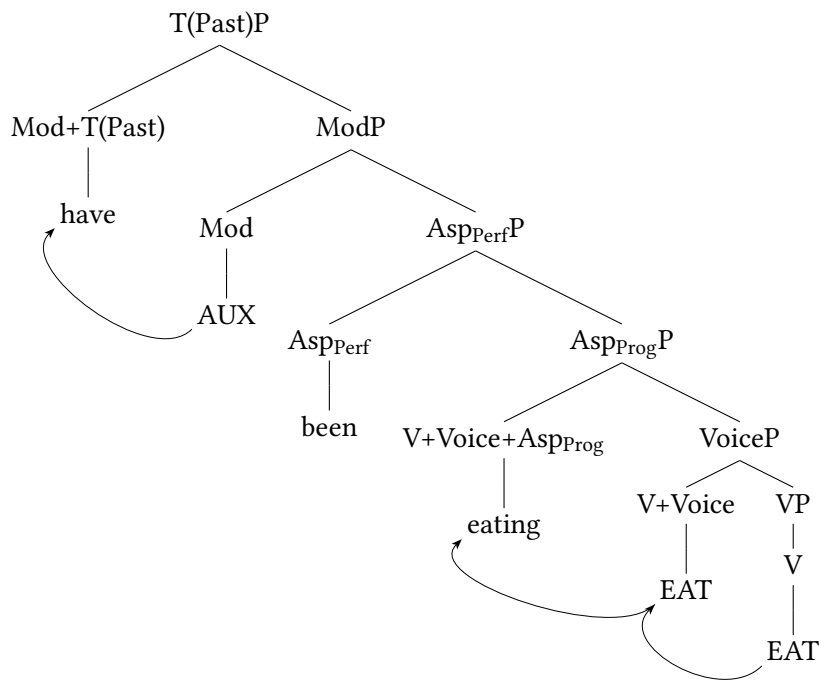 T(Past)P
Mod+T(Past) ModP
have Mod AspPerfP
AUX AspPerf AspProgP
been V+Voice+AspProg VoiceP
eating V+Voice VP
V
EAT
EAT